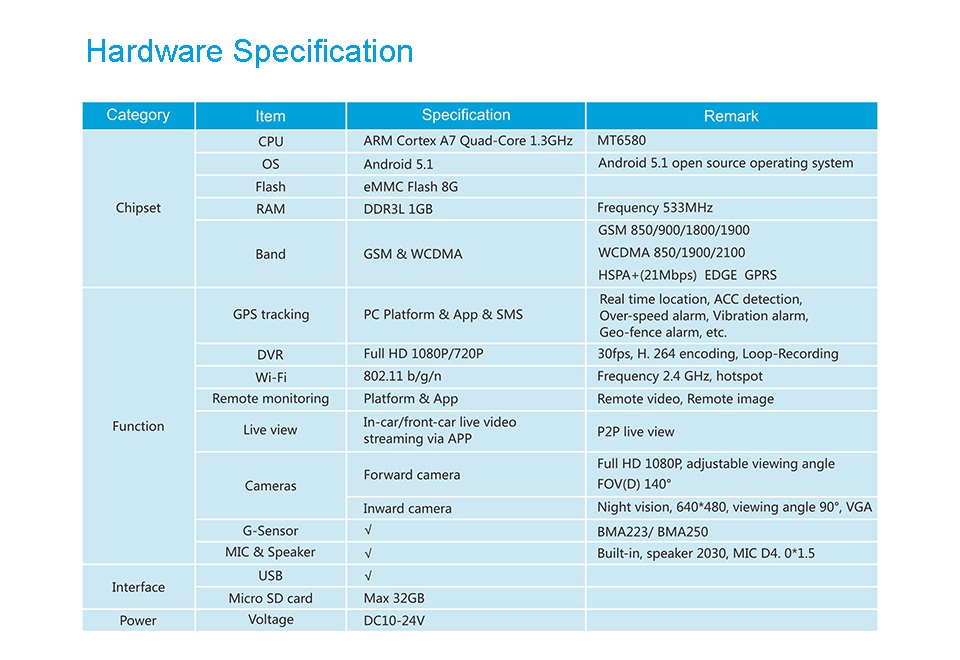 Hardware Specification
Category Item Specification Remark
Chipset
CPU ARM Cortex A7 Quad-Core 1.3GHz MT6580
OS Android 5.1 Android 5.1 open source operating system
Flash eMMC Flash 8G
RAM DDR3L 1GB Frequency 533MHz
Band GSM & WCDMA
GSM 850/900/1800/1900
WCDMA 850/1900/2100
HSPA+(21Mbps) EDGE GPRS
Function
GPS tracking PC Platform & App & SMS
Real time location, ACC detection,
Over-speed alarm, Vibration alarm,
Geo-fence alarm, etc.
DVR Full HD 1080P/720P 30fps, H. 264 encoding, Loop-Recording
Wi-Fi 802.11 b/g/n Frequency 2.4 GHz, hotspot
Remote monitoring Platform & App Remote video, Remote image
Live view
In-car/front-car live video
streaming via APP
P2P live view
Cameras
Forward camera
Full HD 1080P, adjustable viewing angle
FOV(D) 140°
Inward camera Night vision, 640*480, viewing angle 90°, VGA
G-Sensor √ BMA223/ BMA250
MIC & Speaker √ Built-in, speaker 2030, MIC D4. 0*1.5
Interface
USB √
Micro SD card Max 32GB
Power Voltage DC10-24V